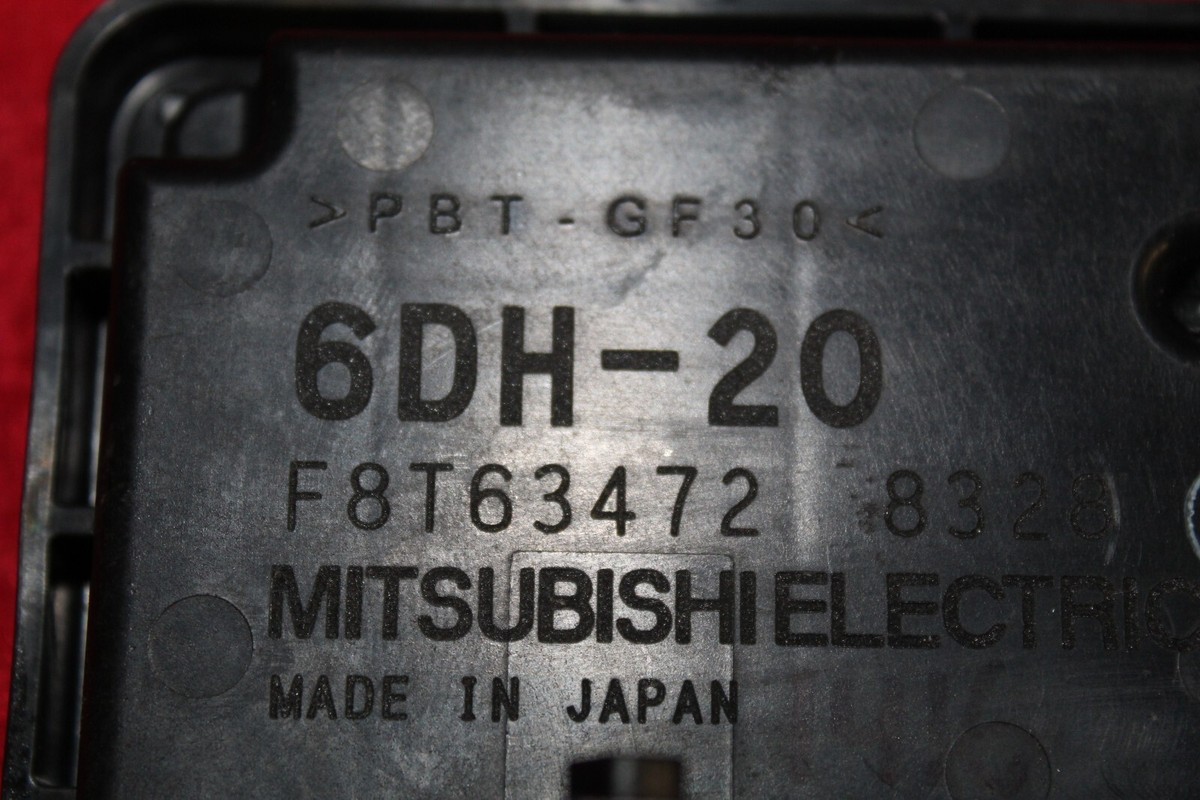 >PBT-GF30<
6DH-20
F8T63472 8328
MITSUBISHI ELECTRIC
MADE IN JAPAN